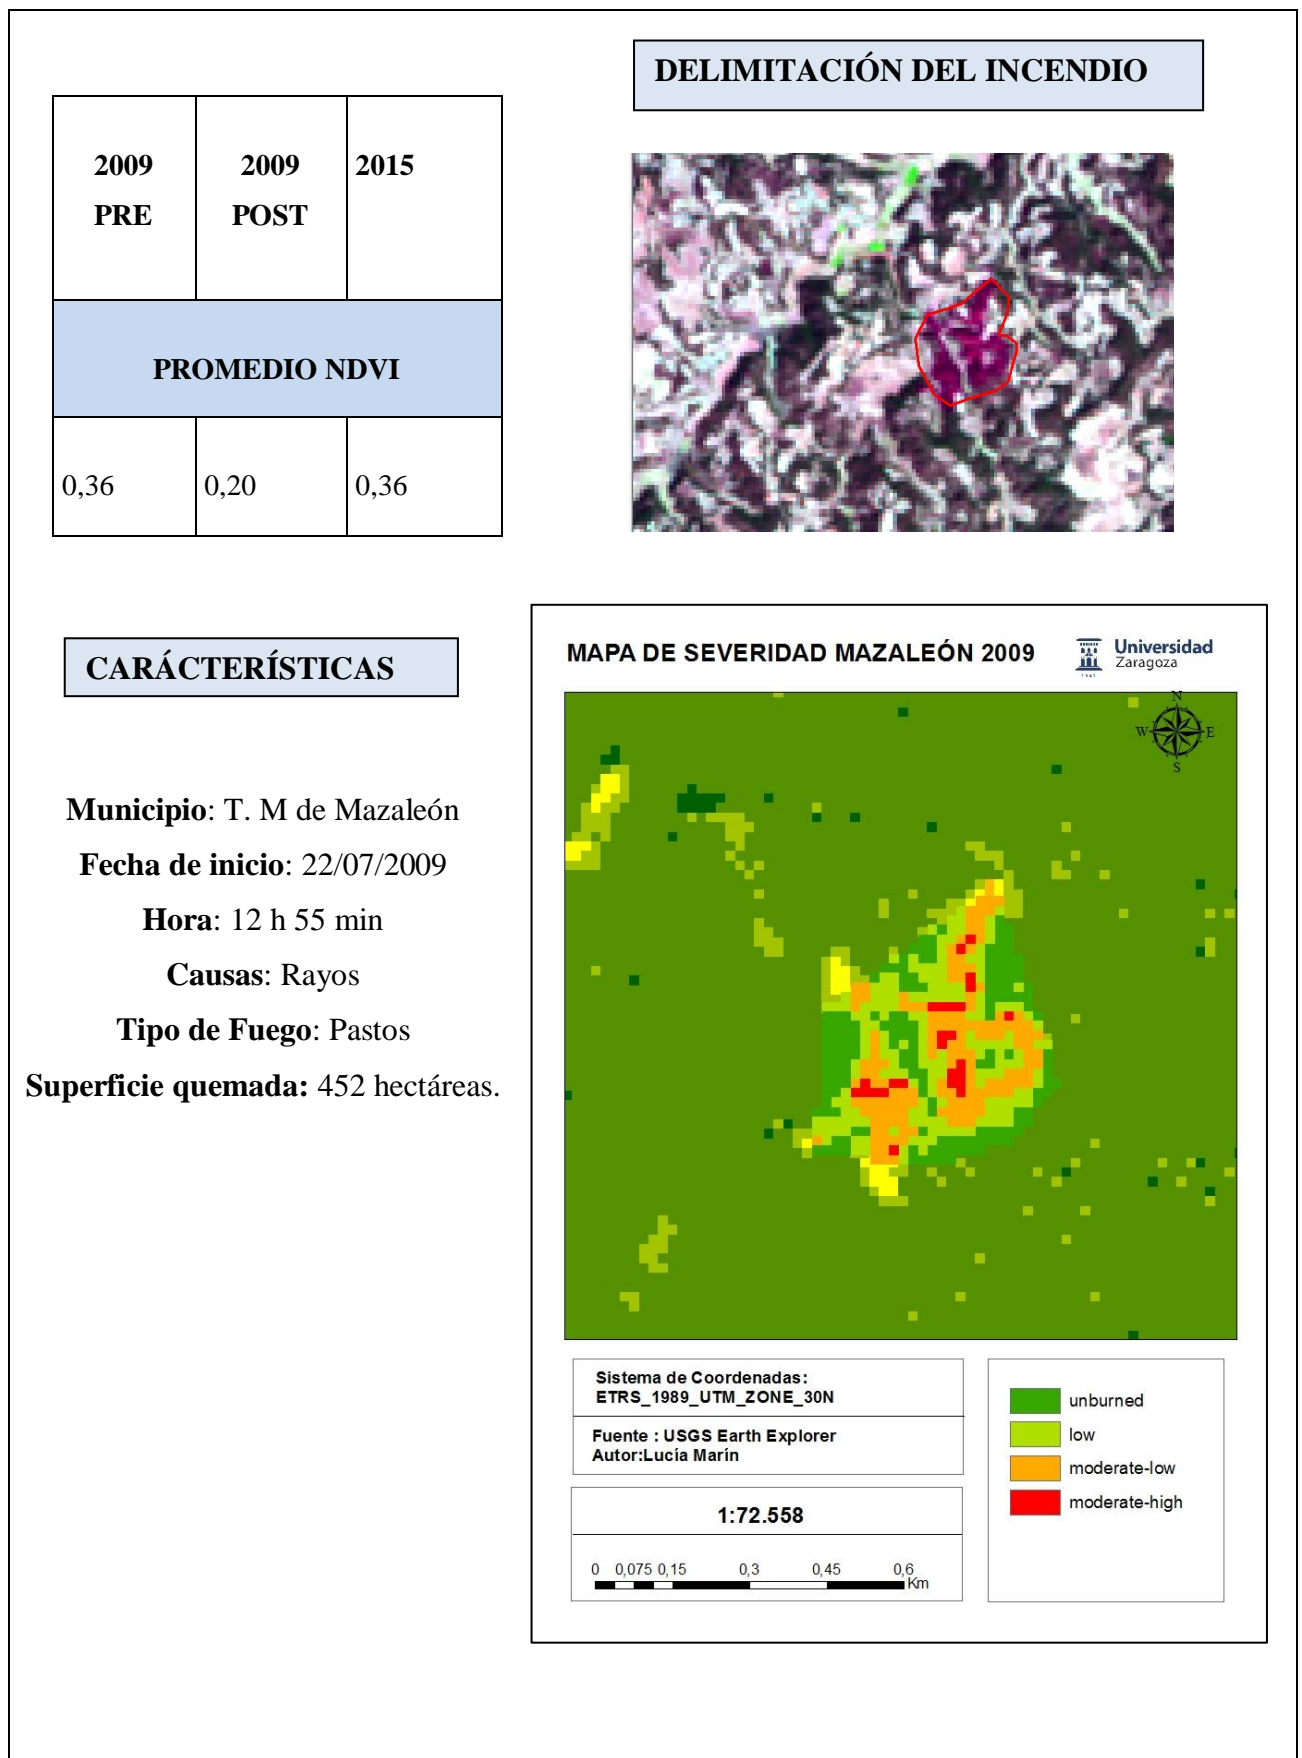 DELIMITACIÓN DEL INCENDIO
2009
PRE
2009
POST
2015
PROMEDIO NDVI
0,36
0,20
0,36
CARÁCTERÍSTICAS
Municipio: T. M de Mazaleón
Fecha de inicio: 22/07/2009
Hora: 12 h 55 min
Causas: Rayos
Tipo de Fuego: Pastos
Superficie quemada: 452 hectáreas.
MAPA DE SEVERIDAD MAZALEÓN 2009
Universidad
Zaragoza
N
W
E
S
Sistema de Coordenadas:
ETRS_1989_UTM_ZONE_30N
Fuente : USGS Earth Explorer
Autor:Lucía Marín
1:72.558
0 0,075 0,15 0,3 0,45 0,6
Km
unburned
low
moderate-low
moderate-high